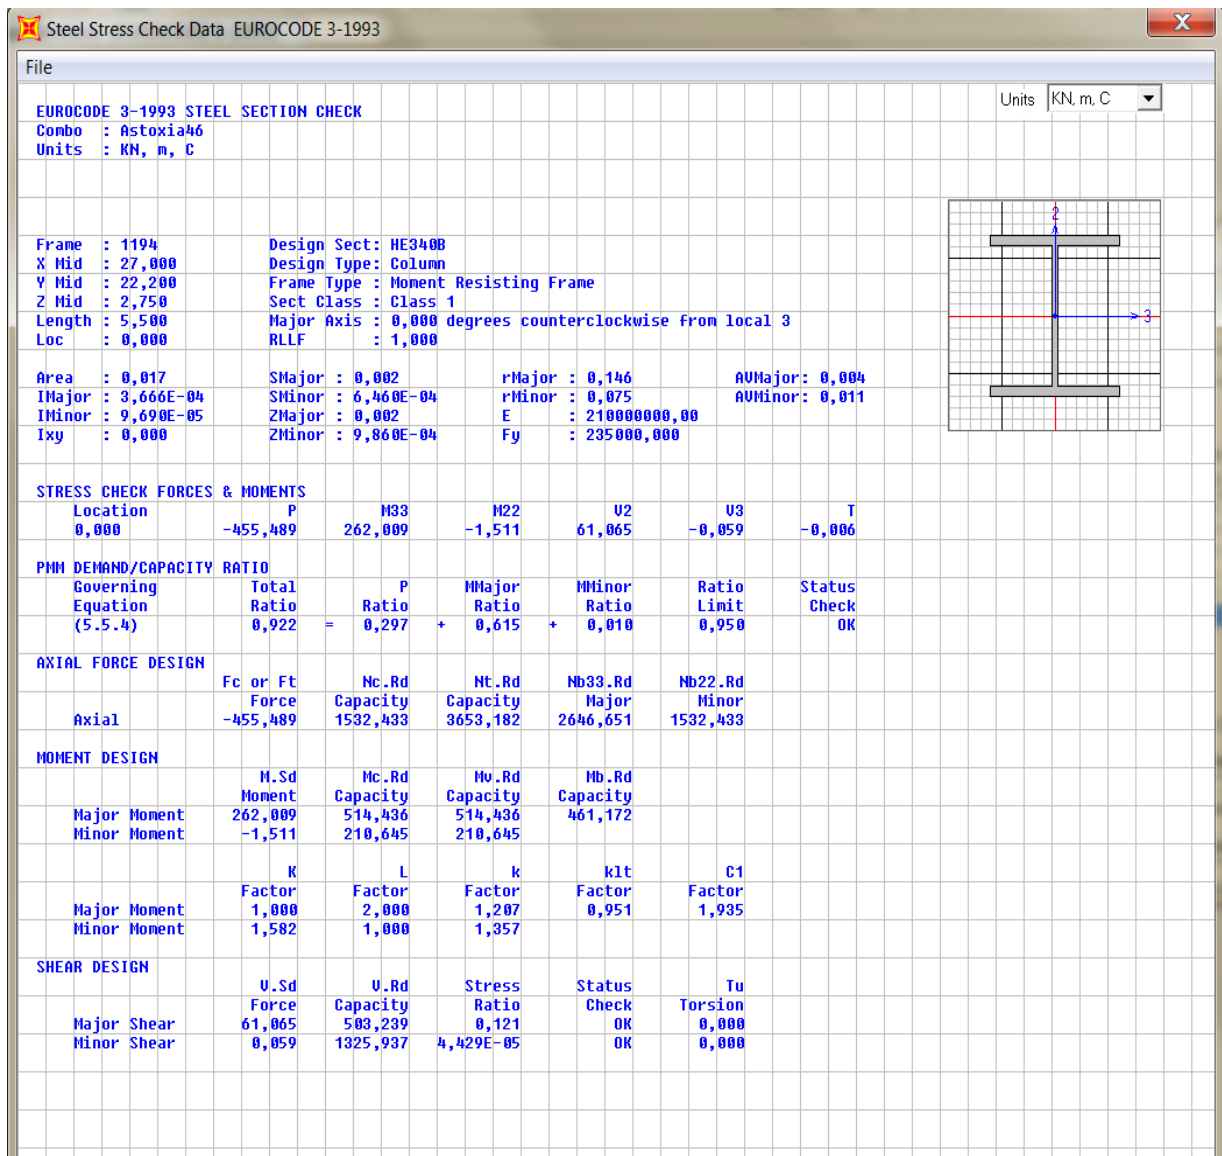 Steel Stress Check Data EUROCODE 3-1993
X
File
Units KN, m, C
EUROCODE 3-1993 STEEL SECTION CHECK
Combo : Astoxia46
Units : KN, m, C
Frame : 1194 Design Sect: HE340B
X Mid : 27,000 Design Type: Column
Y Mid : 22,200 Frame Type : Moment Resisting Frame
Z Mid : 2,750 Sect Class : Class 1
Length : 5,500 Major Axis : 0,000 degrees counterclockwise from local 3
Loc : 0,000 RLLF : 1,000
2
3
Area : 0,017 SMajor : 0,002 rMajor : 0,146 AVMajor: 0,004
IMajor : 3,666E-04 SMinor : 6,460E-04 rMinor : 0,075 AVMinor: 0,011
IMinor : 9,690E-05 ZMajor : 0,002 E : 210000000,00
Ixy : 0,000 ZMinor : 9,860E-04 Fy : 235000,000
STRESS CHECK FORCES & MOMENTS
Location P M33 M22 V2 V3 T
0,000 -455,489 262,009 -1,511 61,065 -0,059 -0,006
PMM DEMAND/CAPACITY RATIO
Governing Total P MMajor MMinor Ratio Status
Equation Ratio Ratio Ratio Ratio Limit Check
(5.5.4) 0,922 = 0,297 + 0,615 + 0,010 0,950 OK
AXIAL FORCE DESIGN
Fc or Ft Nc.Rd Nt.Rd Nb33.Rd Nb22.Rd
Force Capacity Capacity Major Minor
Axial -455,489 1532,433 3653,182 2646,651 1532,433
MOMENT DESIGN
M.Sd Mc.Rd Mv.Rd Mb.Rd
Moment Capacity Capacity Capacity
Major Moment 262,009 514,436 514,436 461,172
Minor Moment -1,511 210,645 210,645
K L k klt C1
Factor Factor Factor Factor Factor
Major Moment 1,000 2,000 1,207 0,951 1,935
Minor Moment 1,582 1,000 1,357
SHEAR DESIGN
V.Sd V.Rd Stress Status Tu
Force Capacity Ratio Check Torsion
Major Shear 61,065 503,239 0,121 OK 0,000
Minor Shear 0,059 1325,937 4,429E-05 OK 0,000